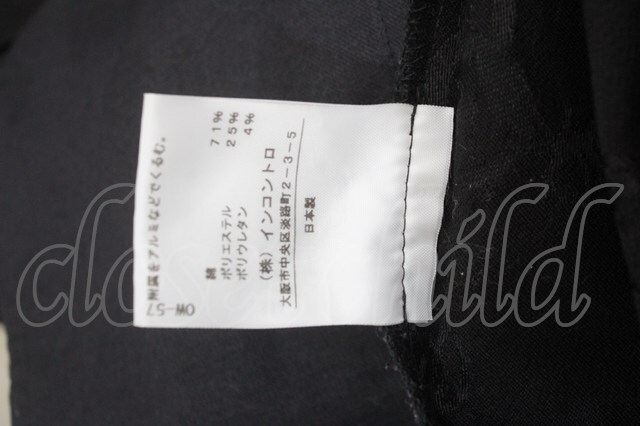 綿 71%
ポリエステル 25%
ポリウレタン 4%
(株)インコントロ
大阪市中央区淡路町2-3-5
日本製
附属をアルミなどでくるむ。
OW-57